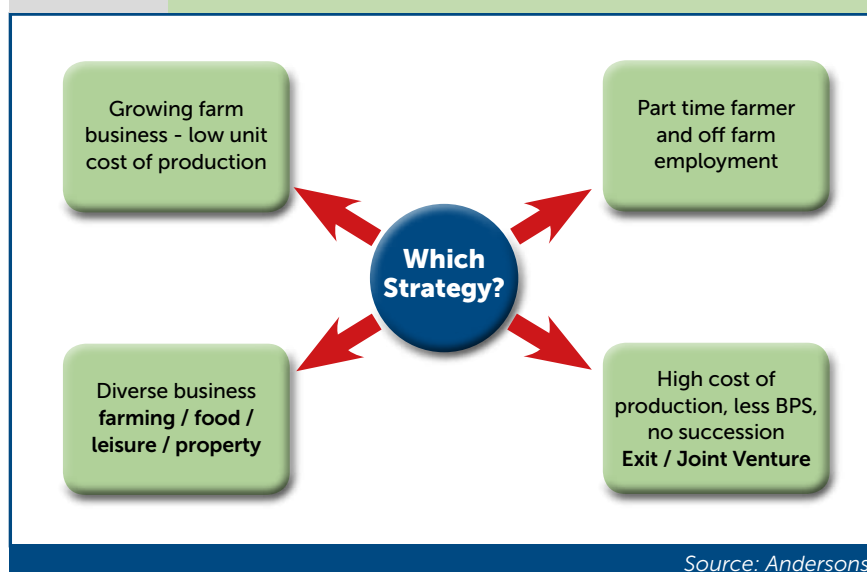 Growing farm
business - low unit
cost of production
Part time farmer
and off farm
employment
Which
Strategy?
Diverse business
farming / food /
leisure / property
High cost of
production, less BPS,
no succession
Exit / Joint Venture
Source: Andersons